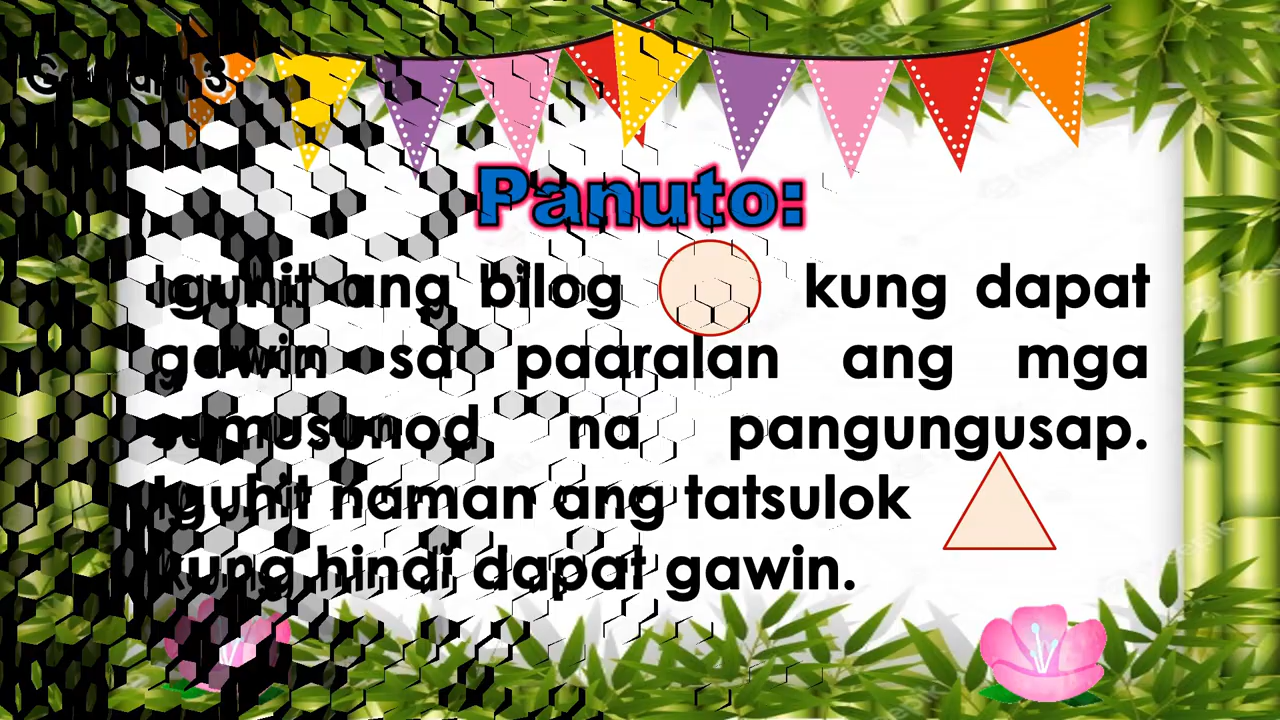 Panuto:
Iguhit ang bilog kung dapat
gawin sa paaralan ang mga
sumusunod na pangungusap.
Iguhit naman ang tatsulok
kung hindi dapat gawin.